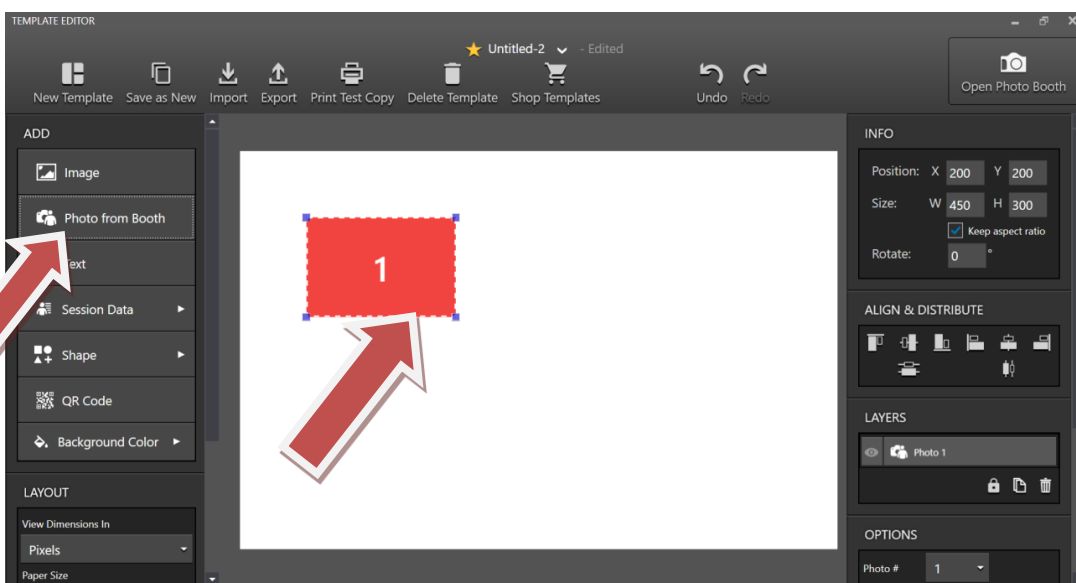 TEMPLATE EDITOR
Untitled-2 - Edited
New Template Save as New Import Export Print Test Copy Delete Template Shop Templates Undo Redo Open Photo Booth
ADD
Image
Photo from Booth
Text
Session Data
Shape
QR Code
Background Color
LAYOUT
View Dimensions In
Pixels
Paper Size
1
INFO
Position: X 200 Y 200
Size: W 450 H 300
Keep aspect ratio
Rotate: 0 °
ALIGN & DISTRIBUTE
LAYERS
Photo 1
OPTIONS
Photo # 1